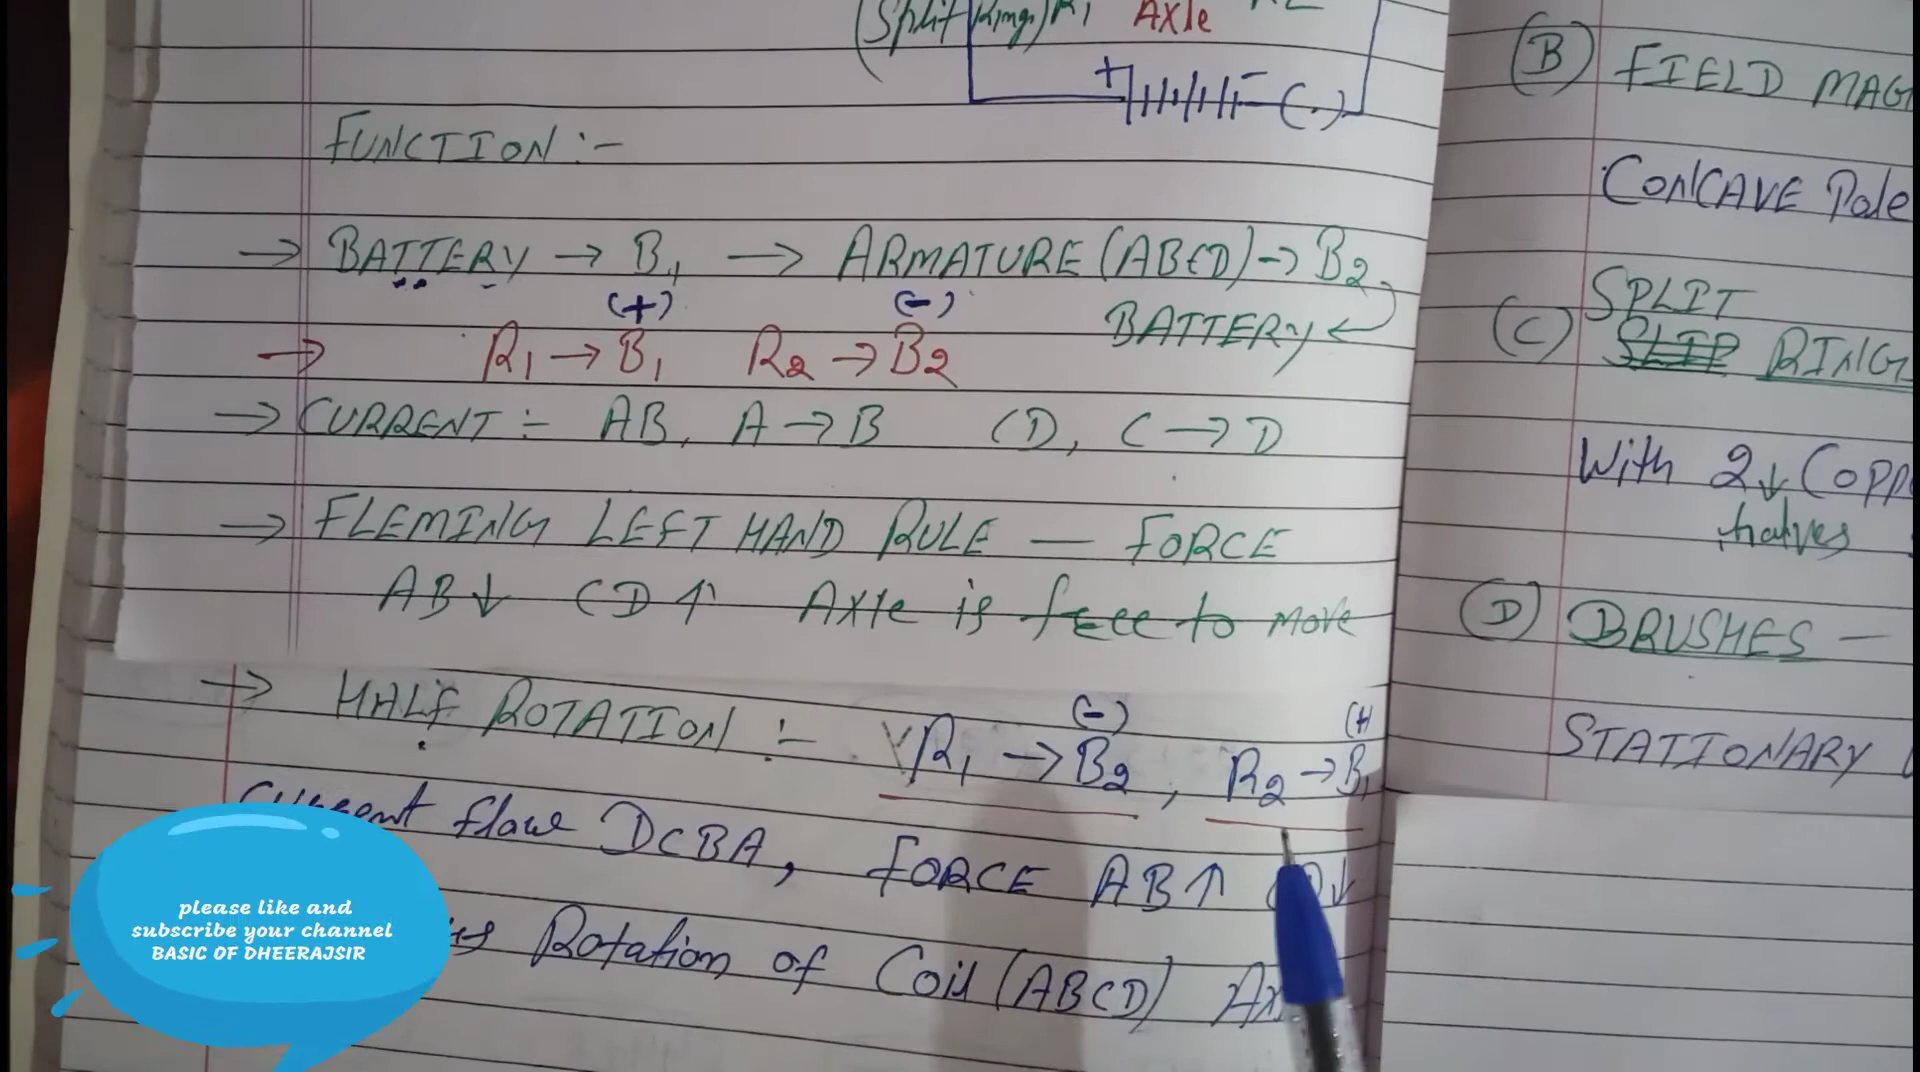 (Split Rings) R1 Axle
+ - (-)
FUNCTION :-
→ BATTERY → B1 → ARMATURE (ABCD) → B2
BATTERY ↵
(+) (-)
→ R1 → B1 R2 → B2
→ CURRENT :- AB, A → B CD, C → D
→ FLEMING LEFT HAND RULE — FORCE
AB↓ CD↑ Axle is free to move
→ HALF ROTATION :- R1 → B2, R2 → B1
(-) (+
Current flow DCBA, FORCE AB↑ ↓
Rotation of Coil (ABCD)
(B) FIELD MAG
CONCAVE Pole
SPLIT
(C) RING
With 2 Copp
halves
(D) BRUSHES —
STATIONARY
please like and
subscribe your channel
BASIC OF DHEERAJSIR